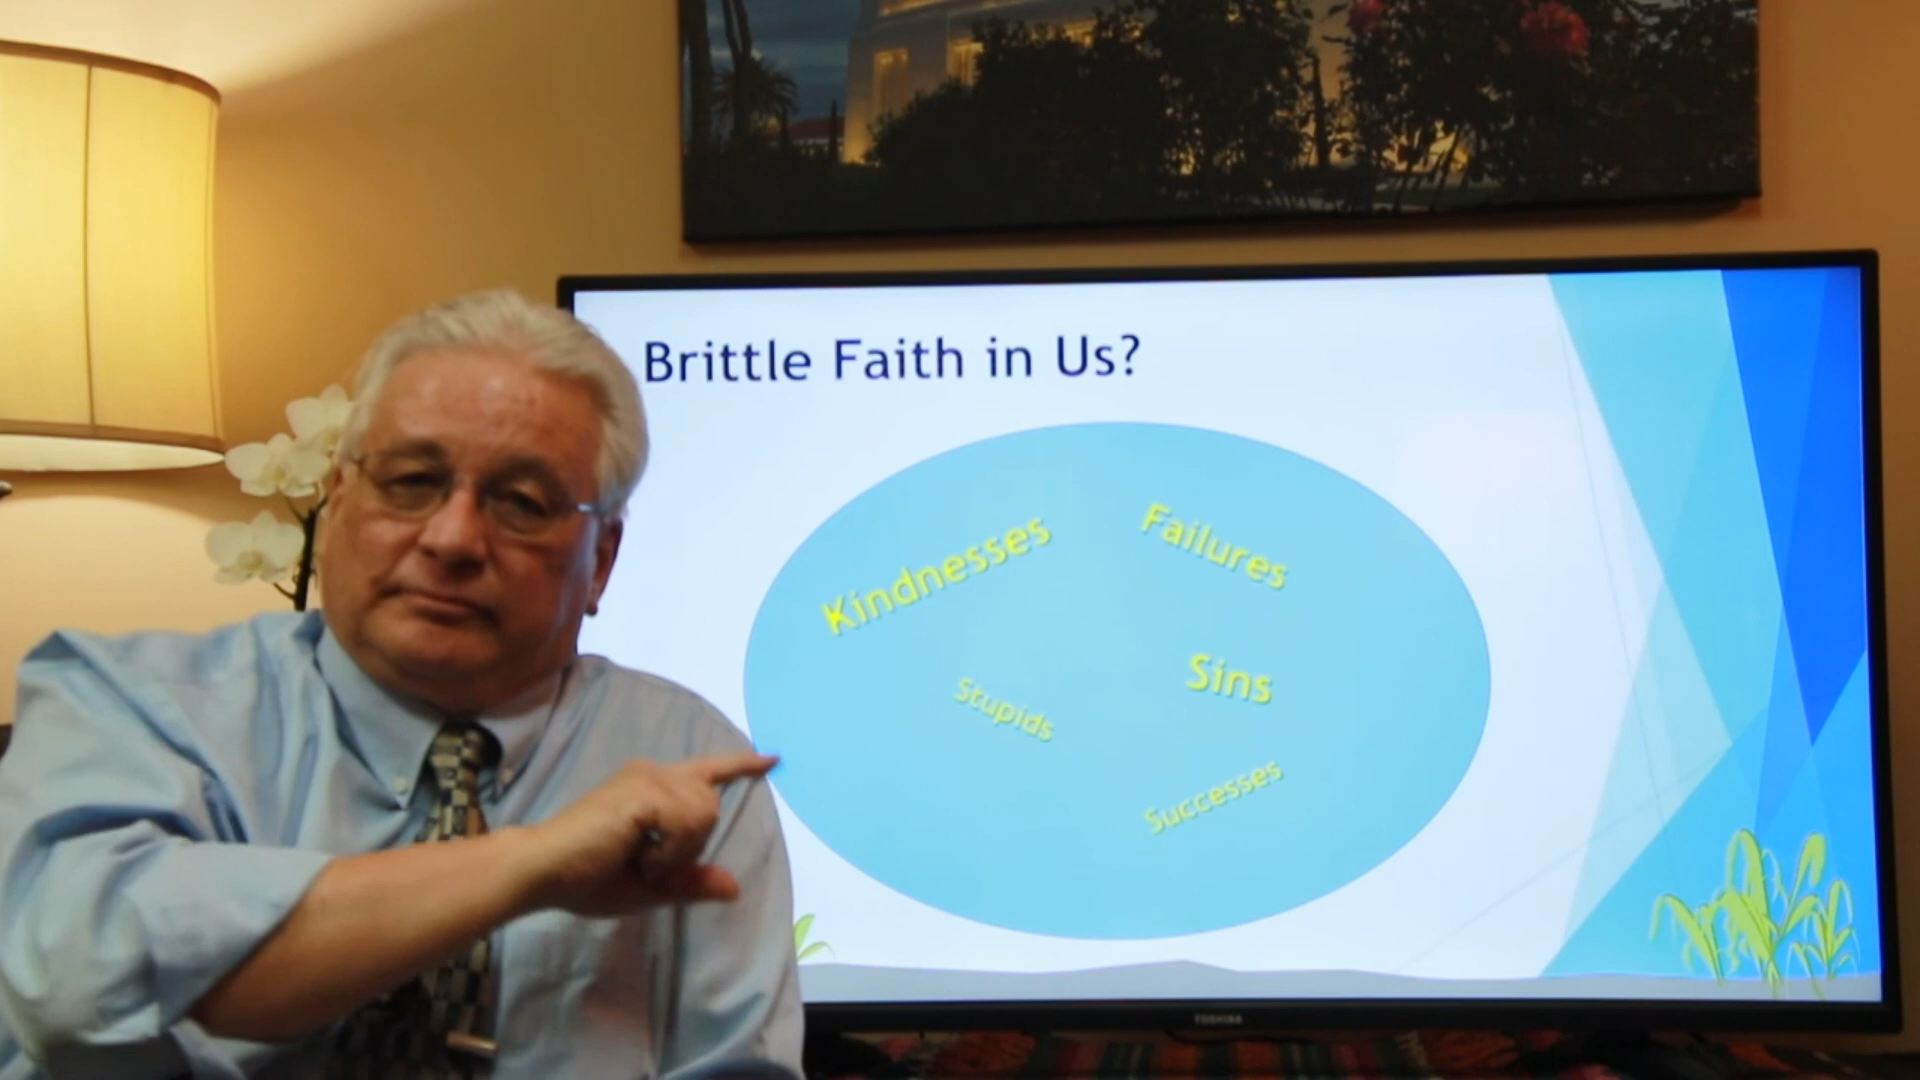 Brittle Faith in Us?
Kindnesses
Failures
Stupids
Sins
Successes
TOSHIBA